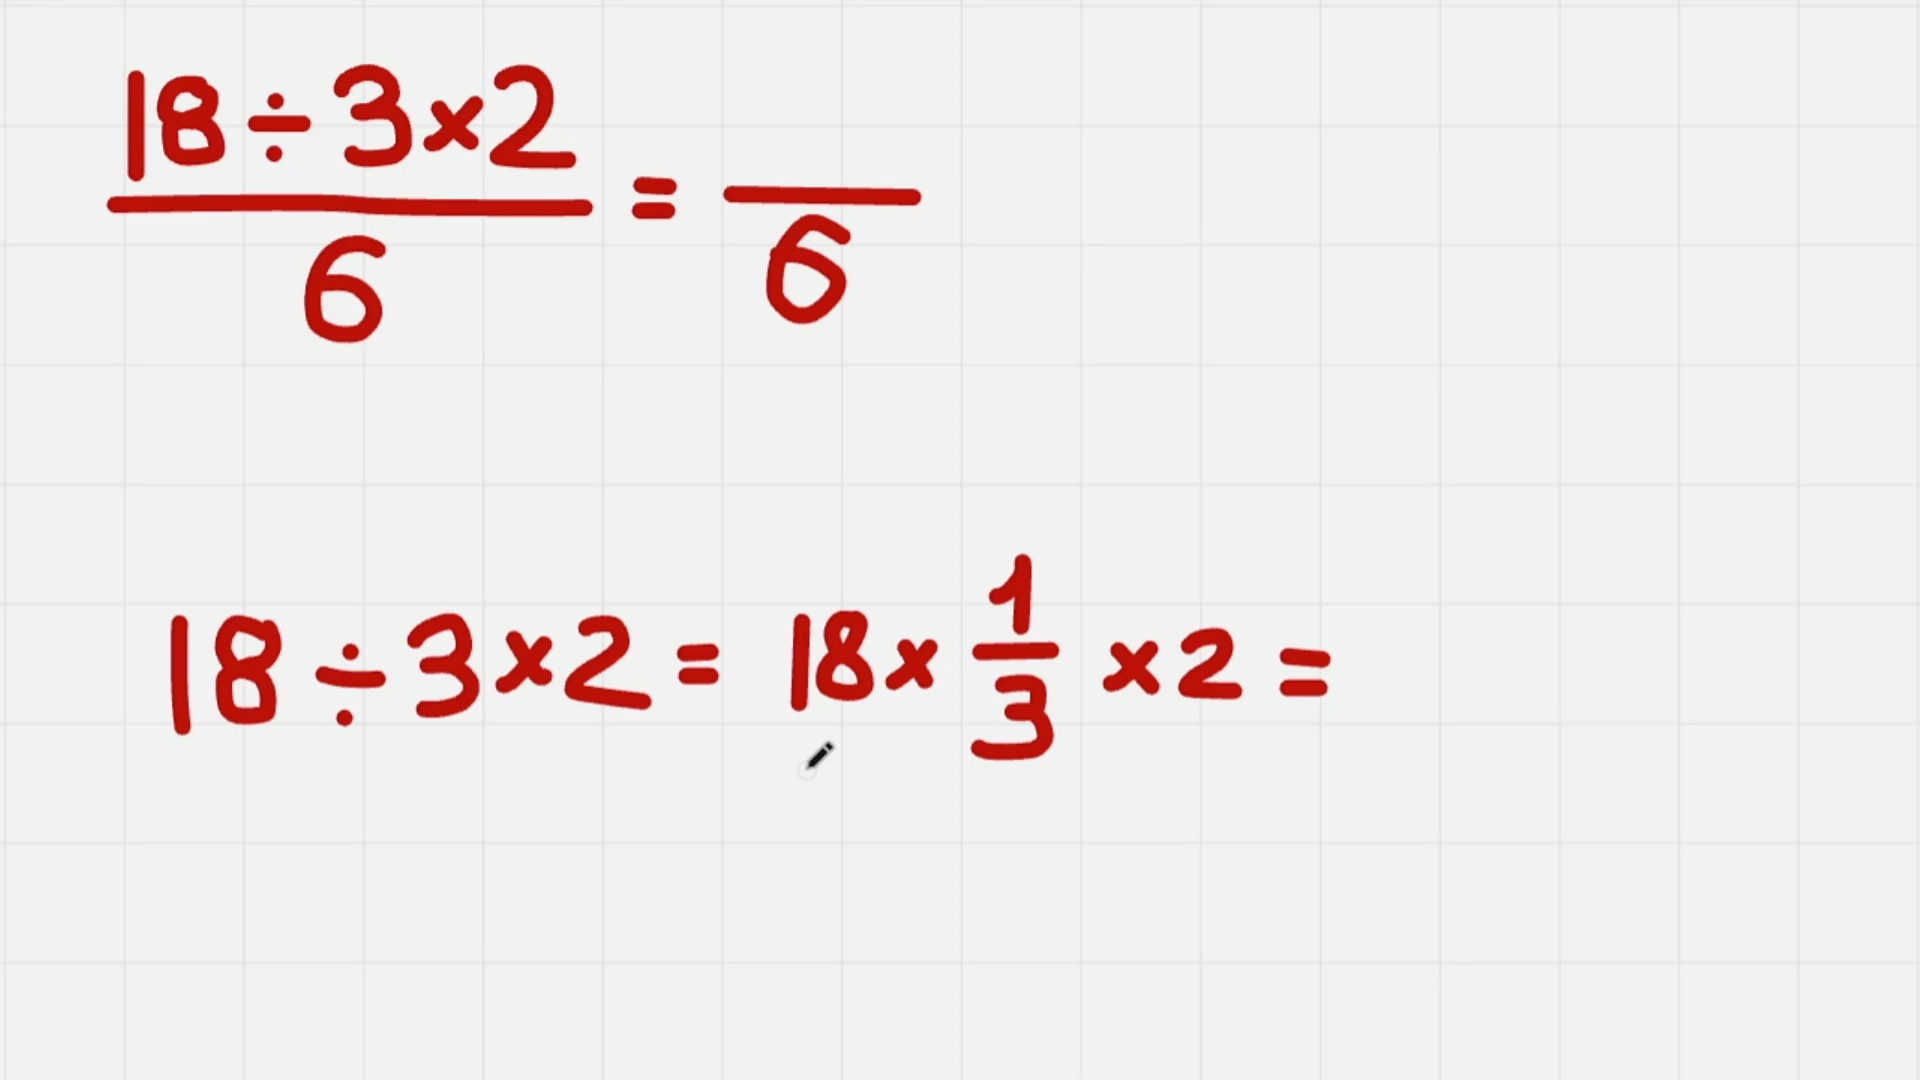 18÷3×2
= 
6 6
18÷3×2 = 18× 1/3 ×2 =